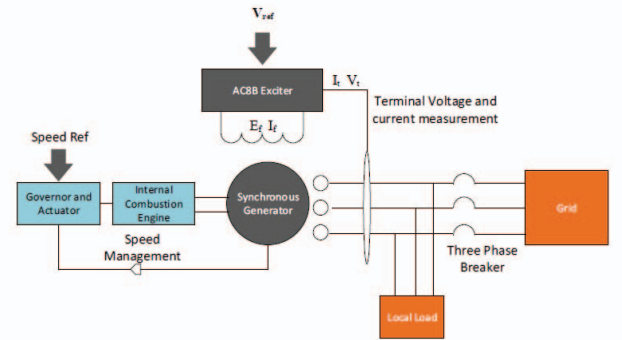 Vref
AC8B Exciter
It Vt
Terminal Voltage and
current measurement
Ef If
Speed Ref
Governor and
Actuator
Internal
Combustion
Engine
Synchronous
Generator
Grid
Speed
Management
Three Phase
Breaker
Local Load